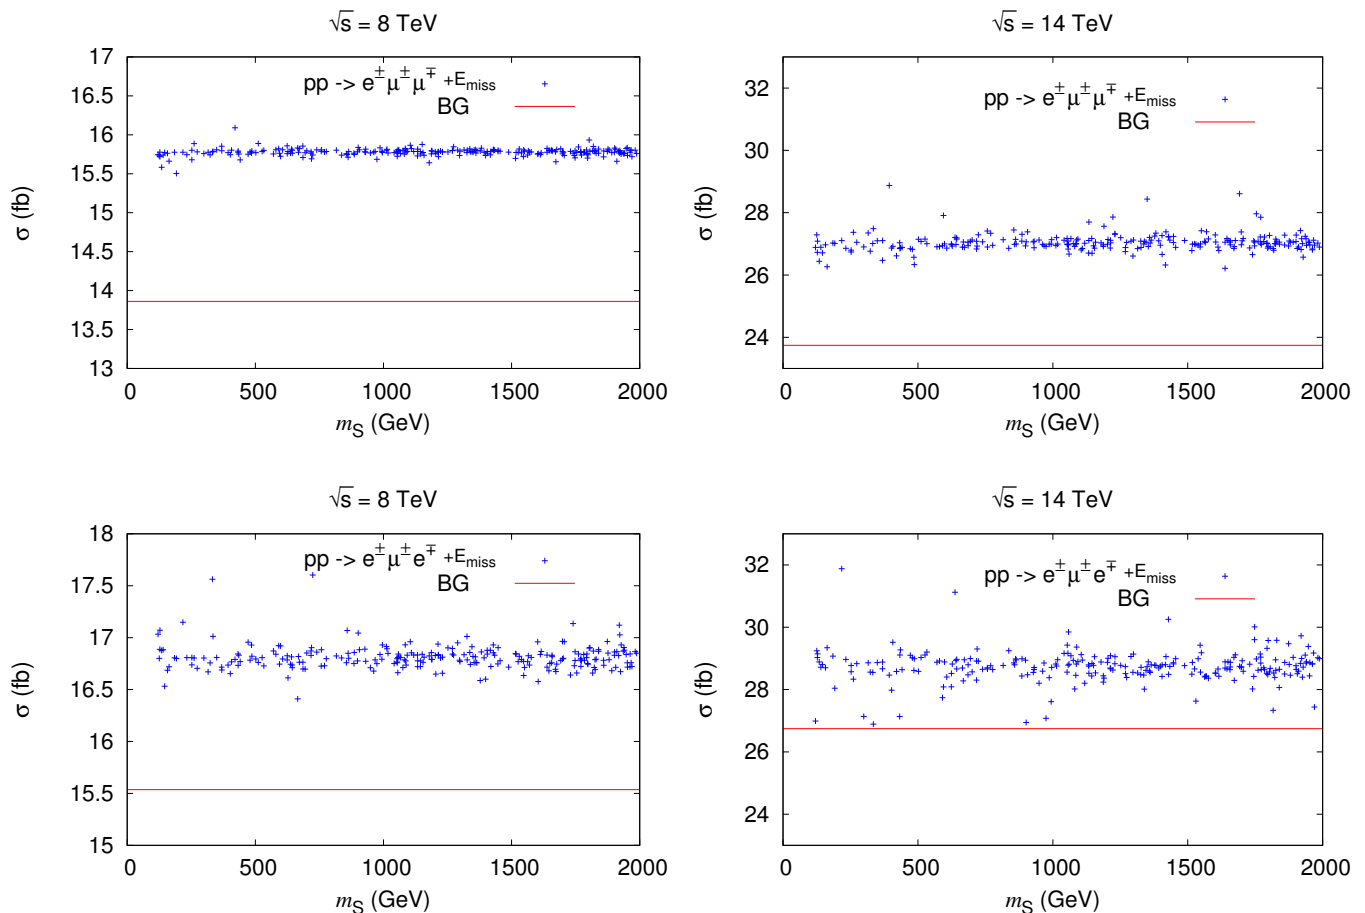 √s = 8 TeV
17
16.5
16
15.5
15
14.5
14
13.5
13
σ (fb)
pp -> e± μ± μ∓ +Emiss
BG
0 500 1000 1500 2000
mS (GeV)
√s = 14 TeV
32
30
28
26
24
σ (fb)
pp -> e± μ± μ∓ +Emiss
BG
0 500 1000 1500 2000
mS (GeV)
√s = 8 TeV
18
17.5
17
16.5
16
15.5
15
σ (fb)
pp -> e± μ± e∓ +Emiss
BG
0 500 1000 1500 2000
mS (GeV)
√s = 14 TeV
32
30
28
26
24
σ (fb)
pp -> e± μ± e∓ +Emiss
BG
0 500 1000 1500 2000
mS (GeV)